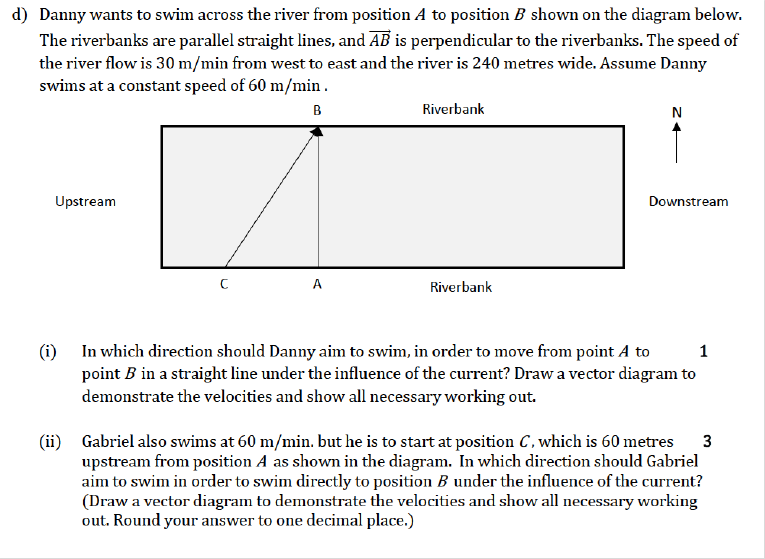 d) Danny wants to swim across the river from position A to position B shown on the diagram below.
The riverbanks are parallel straight lines, and AB is perpendicular to the riverbanks. The speed of
the river flow is 30 m/min from west to east and the river is 240 metres wide. Assume Danny
swims at a constant speed of 60 m/min .
B Riverbank N
Upstream Downstream
C A Riverbank
(i) In which direction should Danny aim to swim, in order to move from point A to 1
point B in a straight line under the influence of the current? Draw a vector diagram to
demonstrate the velocities and show all necessary working out.
(ii) Gabriel also swims at 60 m/min. but he is to start at position C, which is 60 metres 3
upstream from position A as shown in the diagram. In which direction should Gabriel
aim to swim in order to swim directly to position B under the influence of the current?
(Draw a vector diagram to demonstrate the velocities and show all necessary working
out. Round your answer to one decimal place.)